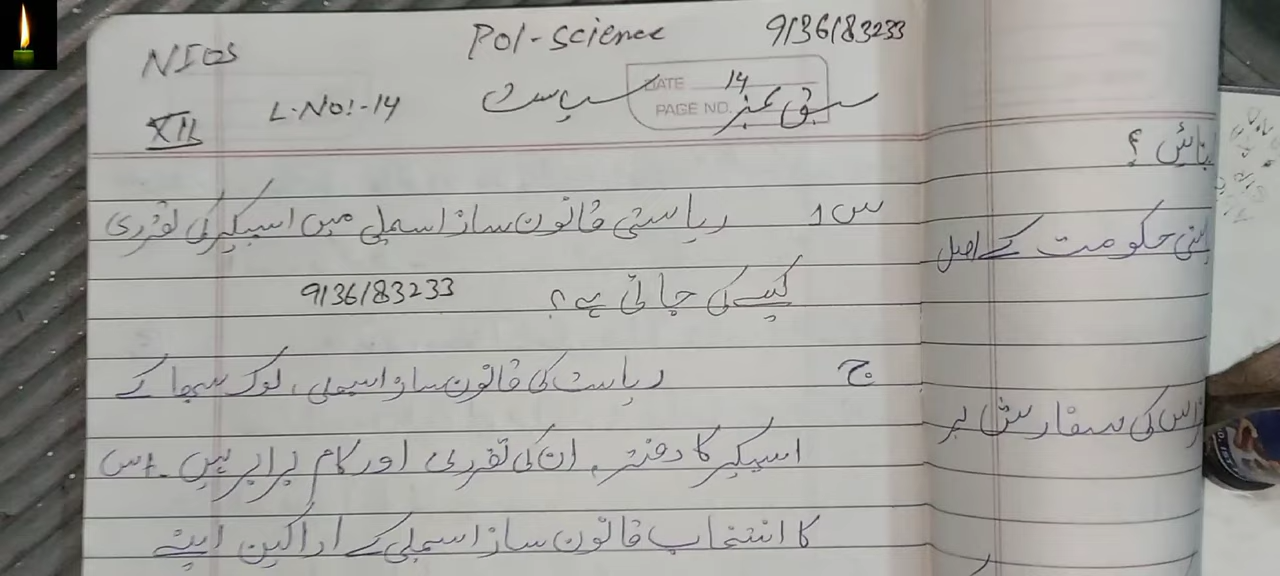 NIOS Pol-science 9136183233
XII L.No:-14 سیاست سبق نمبر 14
DATE
PAGE NO.
س 1 ریاستی قانون ساز اسمبلی میں اسپیکر کی تقرری
کیسے کی جاتی ہے؟ 9136183233
ج ریاست کی قانون ساز اسمبلی، لوک سبھا کے
اسپیکر کا دفتر، ان کی تقرری اور کام برابر ہیں۔ اس
کا انتخاب قانون ساز اسمبلی کے اراکین اپنے
بنائیں ؟
اپنی حکومت کے اصل
کی سفارش پر